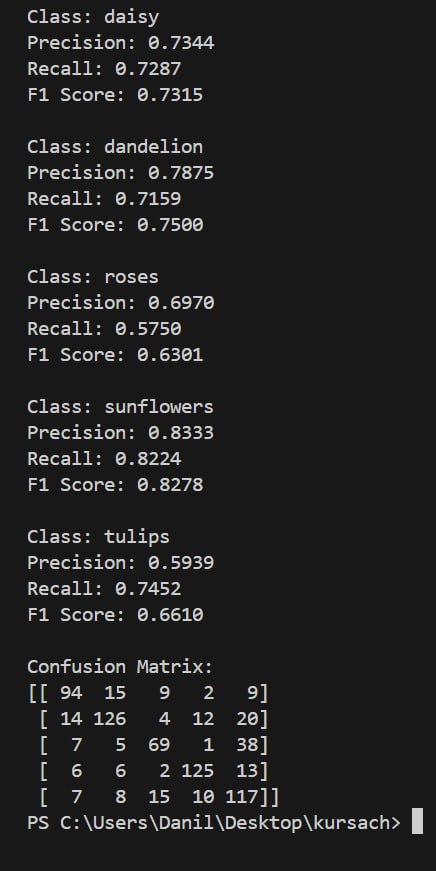 Class: daisy
Precision: 0.7344
Recall: 0.7287
F1 Score: 0.7315

Class: dandelion
Precision: 0.7875
Recall: 0.7159
F1 Score: 0.7500

Class: roses
Precision: 0.6970
Recall: 0.5750
F1 Score: 0.6301

Class: sunflowers
Precision: 0.8333
Recall: 0.8224
F1 Score: 0.8278

Class: tulips
Precision: 0.5939
Recall: 0.7452
F1 Score: 0.6610

Confusion Matrix:
[[ 94  15   9   2   9]
 [ 14 126   4  12  20]
 [  7   5  69   1  38]
 [  6   6   2 125  13]
 [  7   8  15  10 117]]
PS C:\Users\Danil\Desktop\kursach>